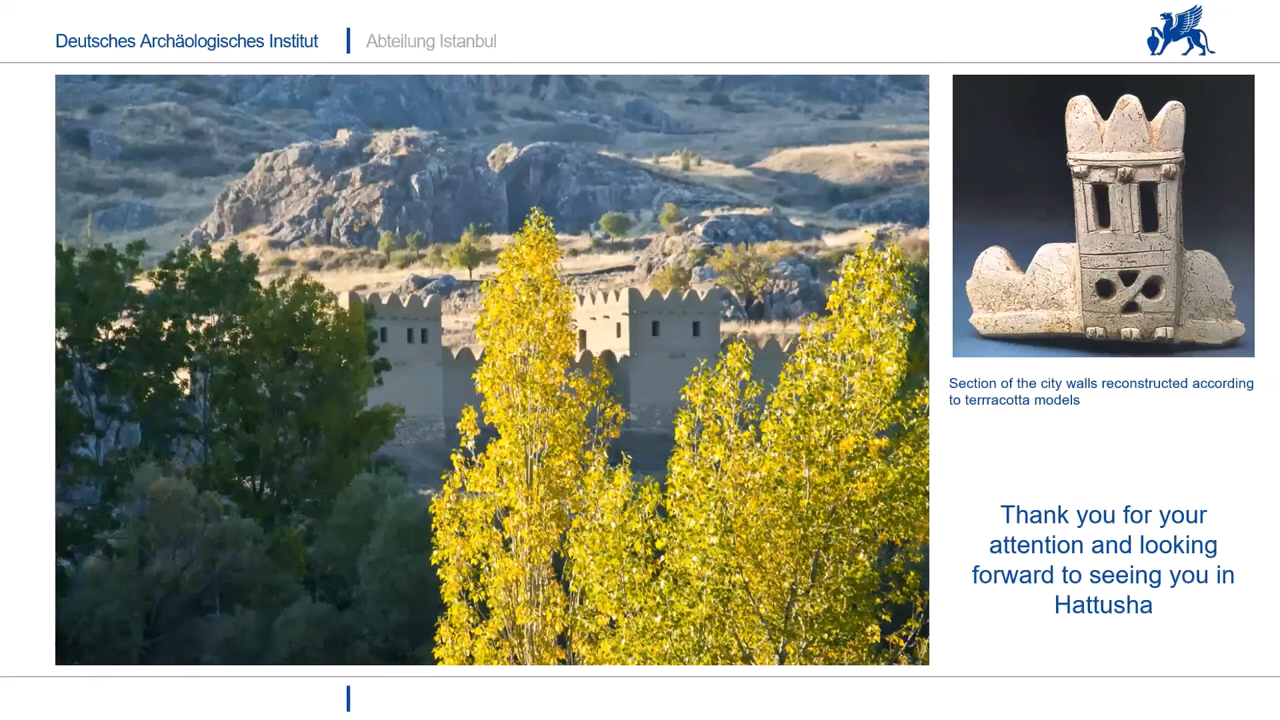 Deutsches Archäologisches Institut
Abteilung Istanbul
Section of the city walls reconstructed according
to terrracotta models
Thank you for your
attention and looking
forward to seeing you in
Hattusha